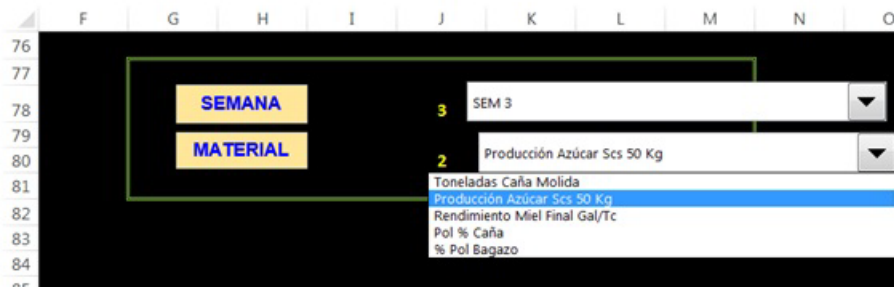 F G H I J K L M N O
76
77
78 SEMANA 3 SEM 3
79
80 MATERIAL 2 Producción Azúcar Scs 50 Kg
81 Toneladas Caña Molida
Producción Azúcar Scs 50 Kg
82 Rendimiento Miel Final Gal/Tc
83 Pol % Caña
% Pol Bagazo
84
85